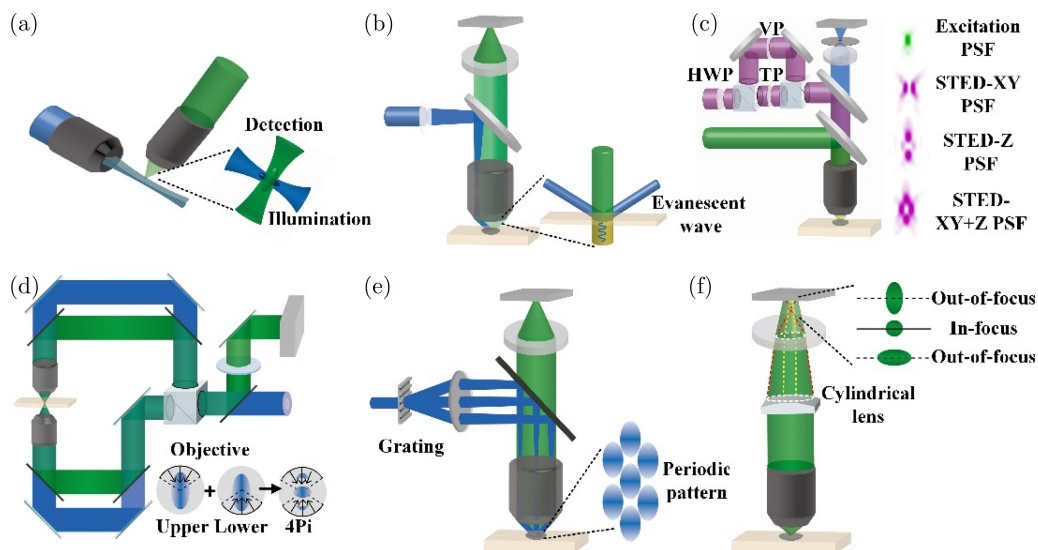 (a)
Detection
Illumination
(b)
Evanescent
wave
(c)
VP
HWP
TP
Excitation
PSF
STED-XY
PSF
STED-Z
PSF
STED-
XY+Z PSF
(d)
Objective
+
Upper Lower 4Pi
(e)
Grating
Periodic
pattern
(f)
Out-of-focus
In-focus
Out-of-focus
Cylindrical
lens